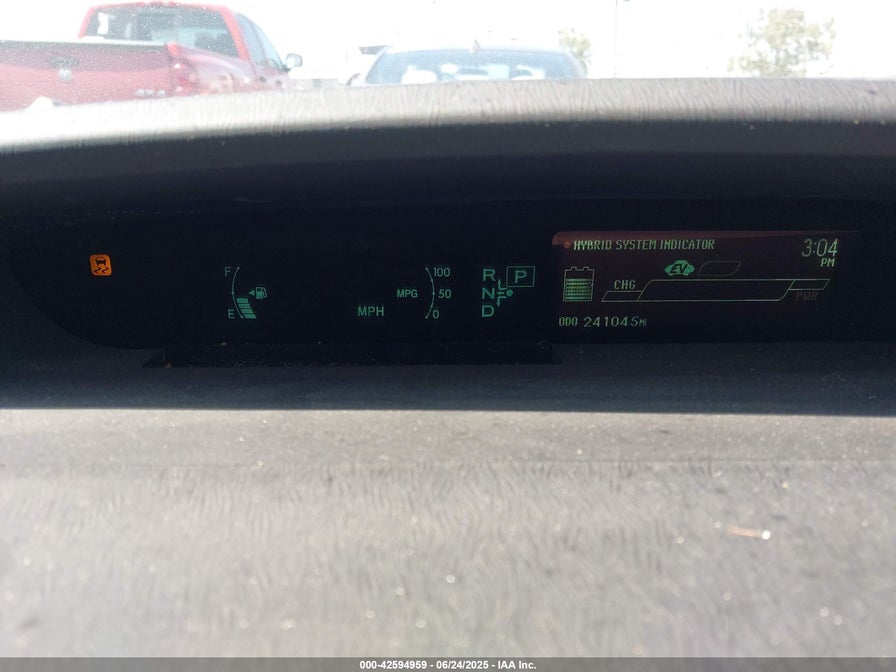 F
E
MPH
MPG
100
50
0
R
N
D
P
HYBRID SYSTEM INDICATOR
3:04
PM
EV
CHG
PWR
ODO 241045MI
000-42594959 - 06/24/2025 - IAA Inc.